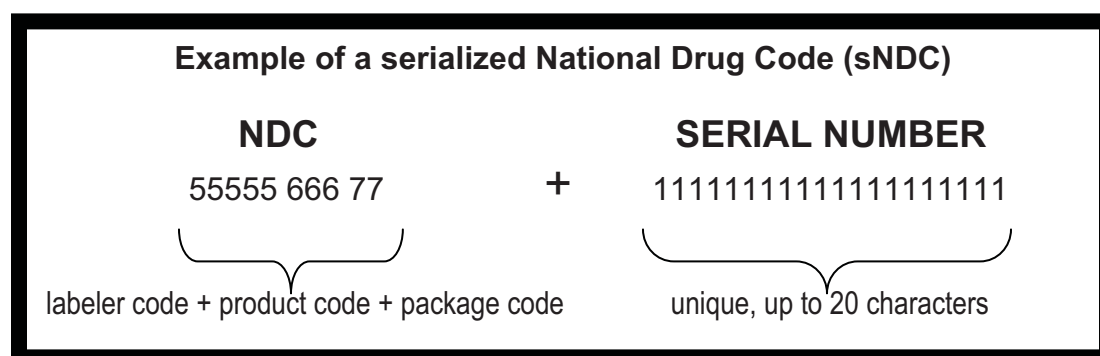 Example of a serialized National Drug Code (sNDC)
NDC SERIAL NUMBER
55555 666 77 + 11111111111111111111
labeler code + product code + package code unique, up to 20 characters